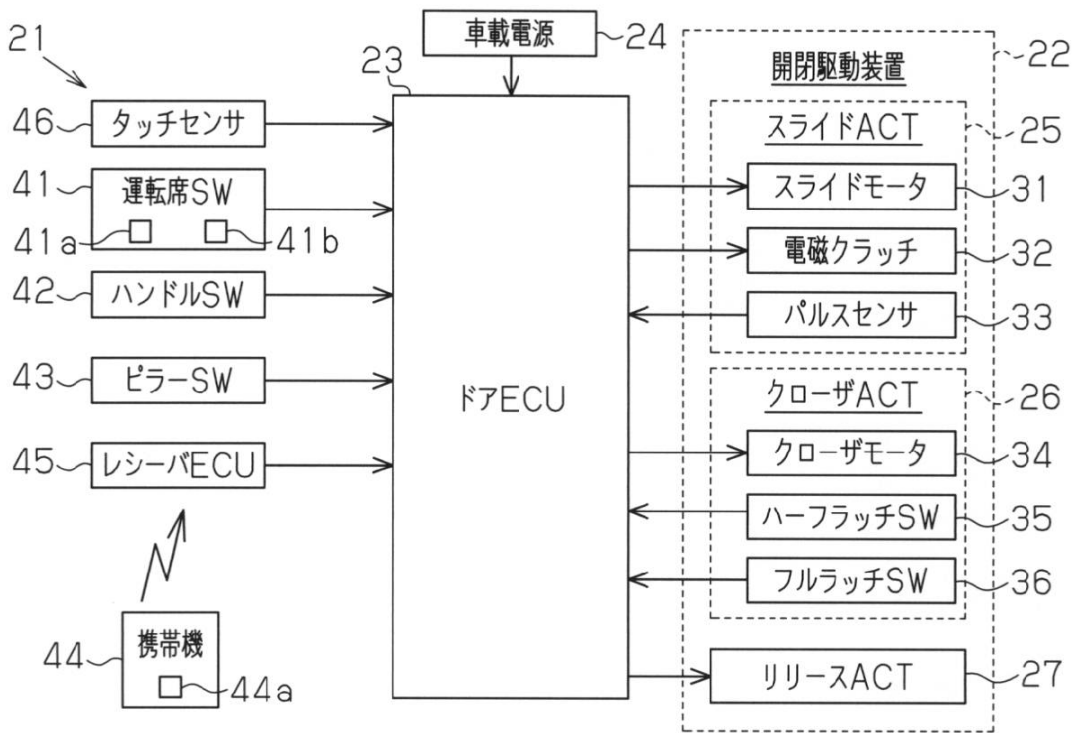 車載電源
24
21
23
開閉駆動装置
22
46
タッチセンサ
スライドACT
25
41
運転席SW
41a
41b
スライドモータ
31
電磁クラッチ
32
42
ハンドルSW
パルスセンサ
33
43
ピラーSW
ドアECU
クローザACT
26
45
レシーバECU
クローザモータ
34
ハーフラッチSW
35
フルラッチSW
36
44
携帯機
44a
リリースACT
27